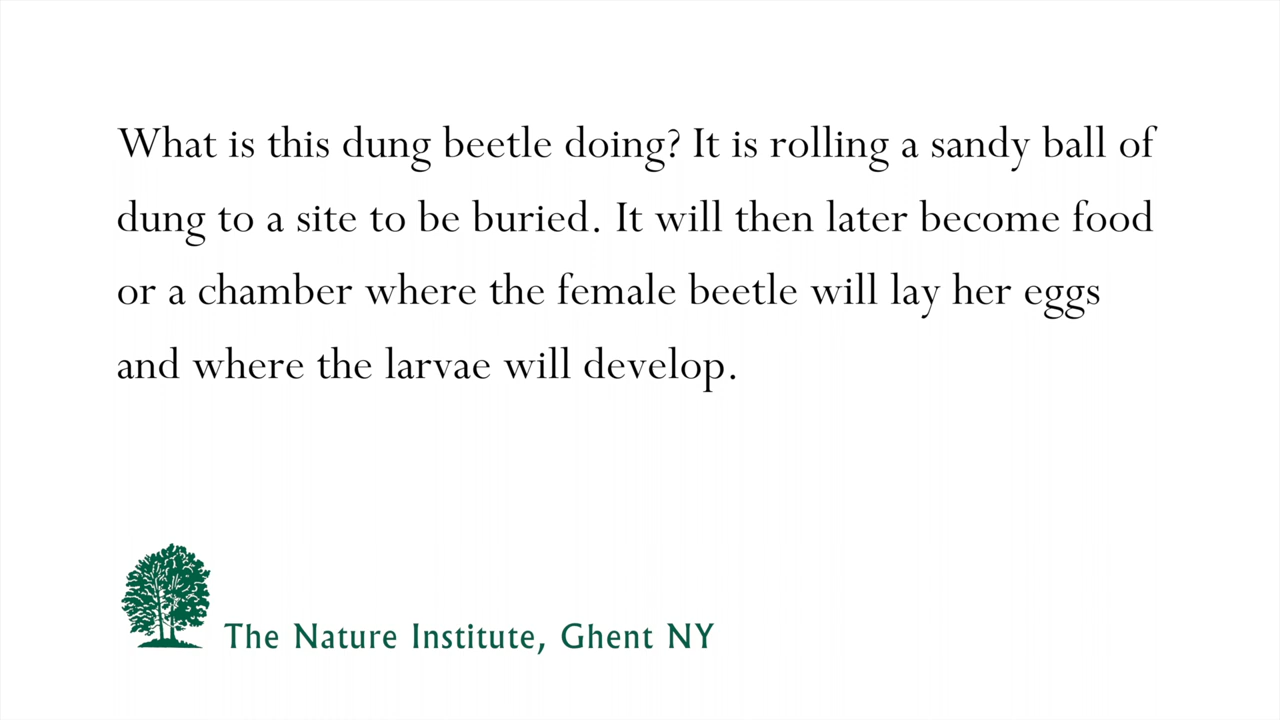 What is this dung beetle doing? It is rolling a sandy ball of
dung to a site to be buried. It will then later become food
or a chamber where the female beetle will lay her eggs
and where the larvae will develop.
The Nature Institute, Ghent NY